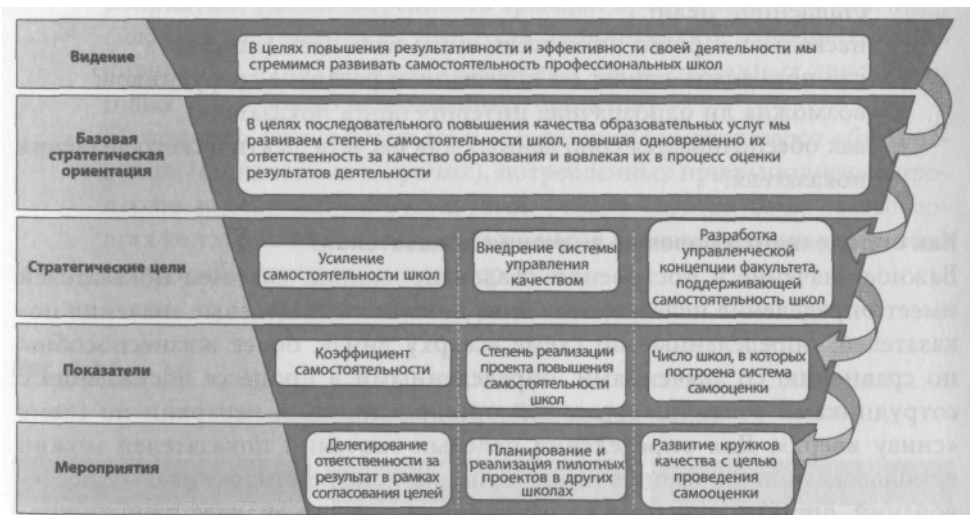 Видение
В целях повышения результативности и эффективности своей деятельности мы
стремимся развивать самостоятельность профессиональных школ
Базовая
стратегическая
ориентация
В целях последовательного повышения качества образовательных услуг мы
развиваем степень самостоятельности школ, повышая одновременно их
ответственность за качество образования и вовлекая их в процесс оценки
результатов деятельности
Стратегические цели
Усиление
самостоятельности школ
Внедрение системы
управления
качеством
Разработка
управленческой
концепции факультета,
поддерживающей
самостоятельность школ
Показатели
Коэффициент
самостоятельности
Степень реализации
проекта повышения
самостоятельности
школ
Число школ, в которых
построена система
самооценки
Мероприятия
Делегирование
ответственности за
результат в рамках
согласования целей
Планирование и
реализация пилотных
проектов в других
школах
Развитие кружков
качества с целью
проведения
самооценки